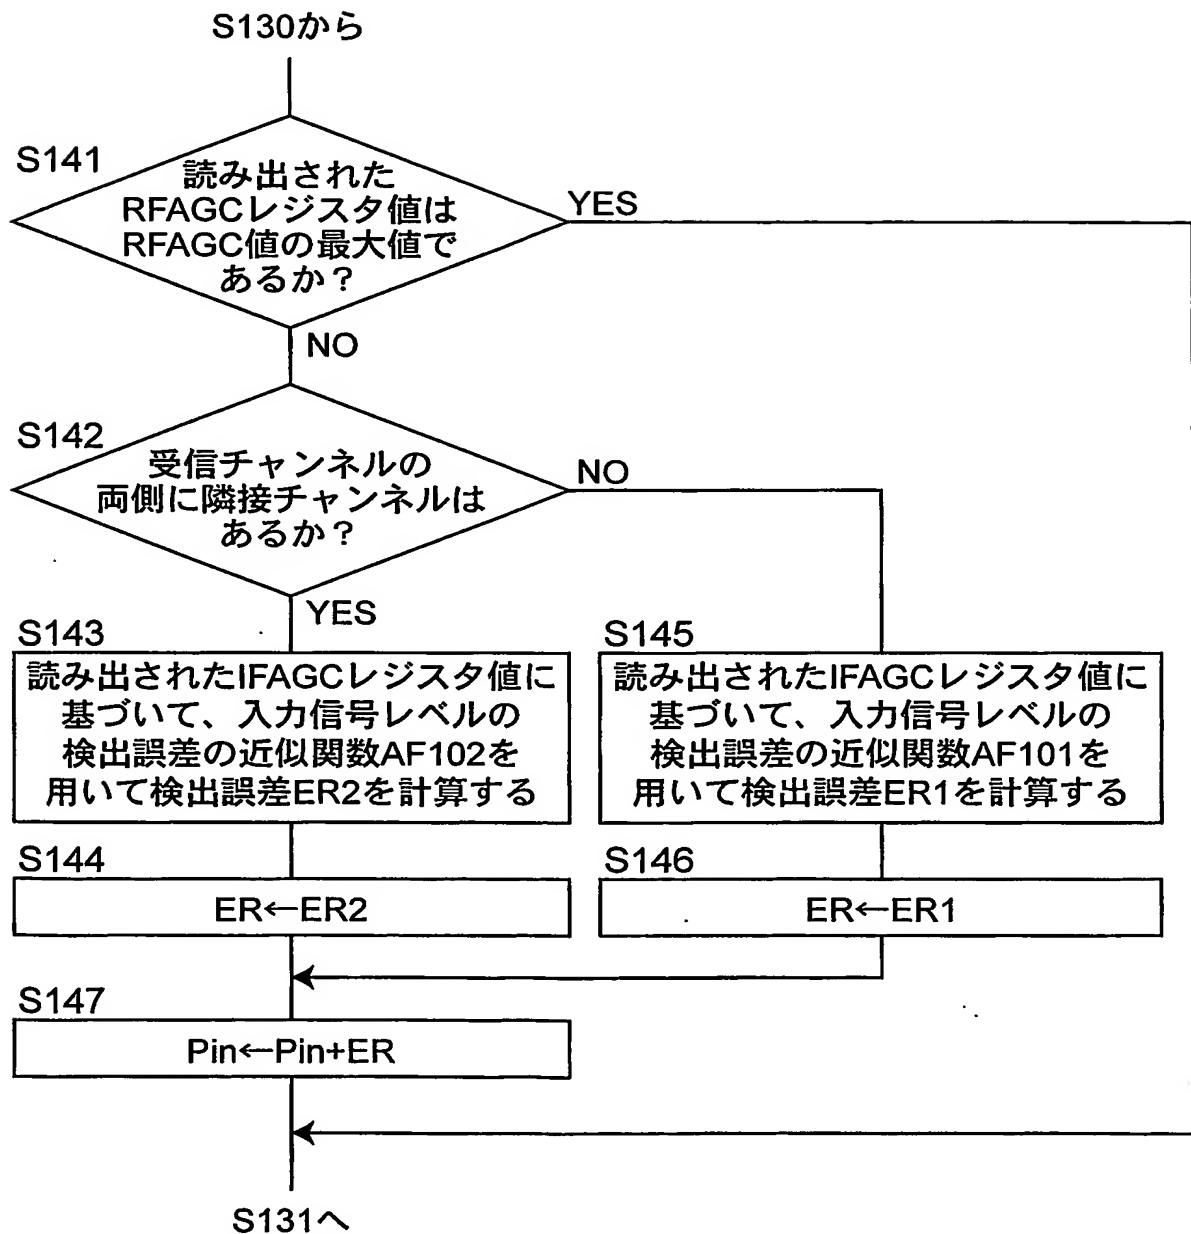 S130から
S141
読み出された
RFAGCレジスタ値は
RFAGC値の最大値で
あるか？
YES
NO
S142
受信チャンネルの
両側に隣接チャンネルは
あるか？
NO
YES
S143
読み出されたIFAGCレジスタ値に
基づいて、入力信号レベルの
検出誤差の近似関数AF102を
用いて検出誤差ER2を計算する
S145
読み出されたIFAGCレジスタ値に
基づいて、入力信号レベルの
検出誤差の近似関数AF101を
用いて検出誤差ER1を計算する
S144
ER←ER2
S146
ER←ER1
S147
Pin←Pin+ER
S131へ